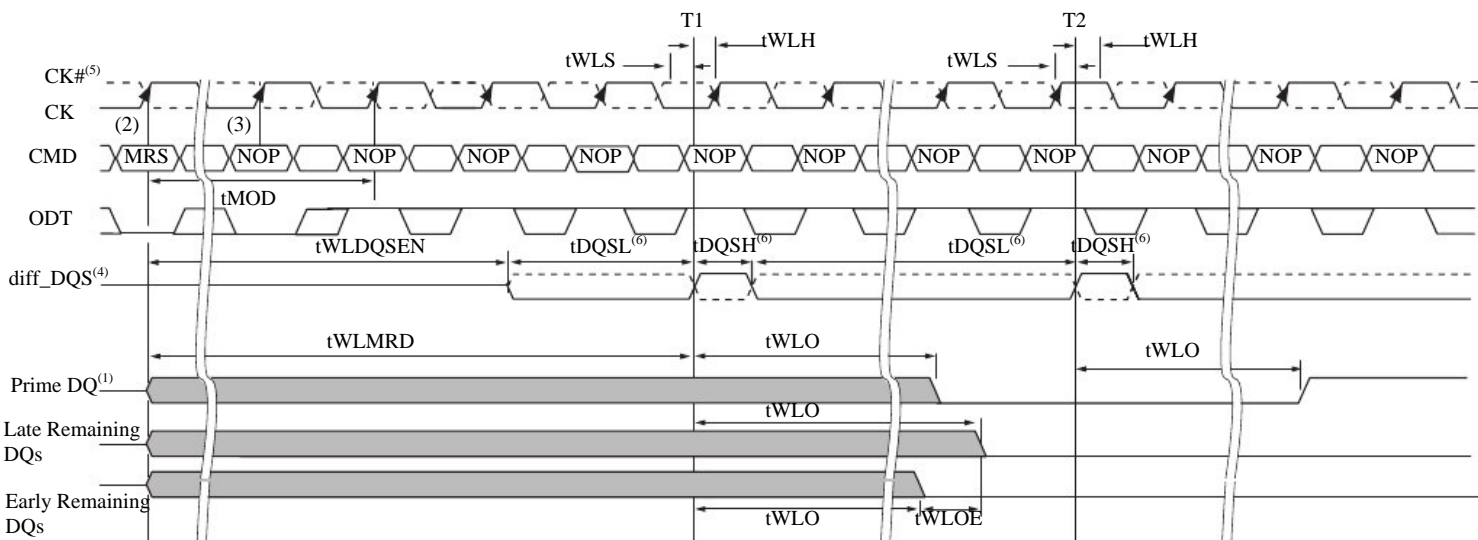 T1 T2
tWLH tWLH
tWLS tWLS
CK#(5)
CK
(2) (3)
CMD MRS NOP NOP NOP NOP NOP NOP NOP NOP NOP NOP NOP
tMOD
ODT
tWLDQSEN tDQSL(6) tDQSH(6) tDQSL(6) tDQSH(6)
diff_DQS(4)
tWLMRD tWLO
tWLO
Prime DQ(1)
tWLO
Late Remaining
DQs
Early Remaining
DQs
tWLO tWLOE